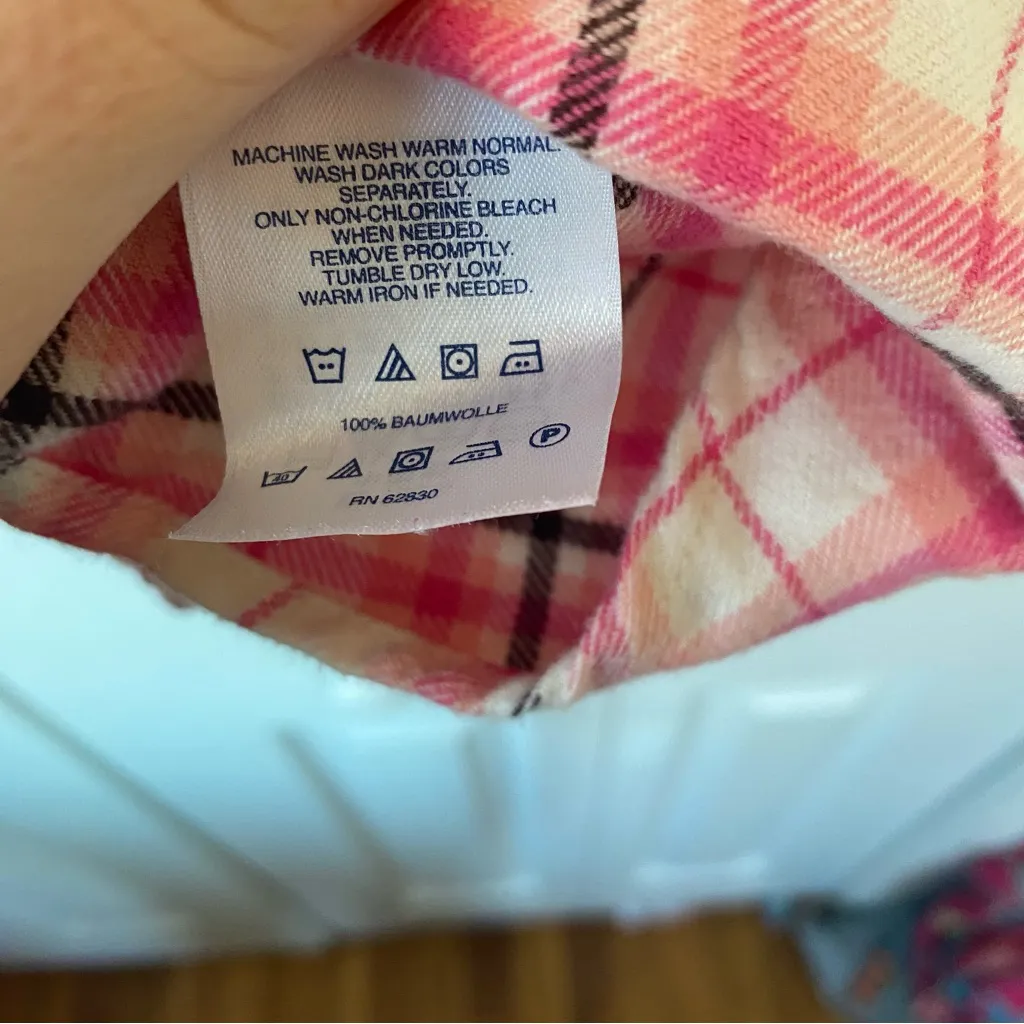 MACHINE WASH WARM NORMAL.
WASH DARK COLORS
SEPARATELY.
ONLY NON-CHLORINE BLEACH
WHEN NEEDED.
REMOVE PROMPTLY.
TUMBLE DRY LOW.
WARM IRON IF NEEDED.
100% BAUMWOLLE
P
RN 62830